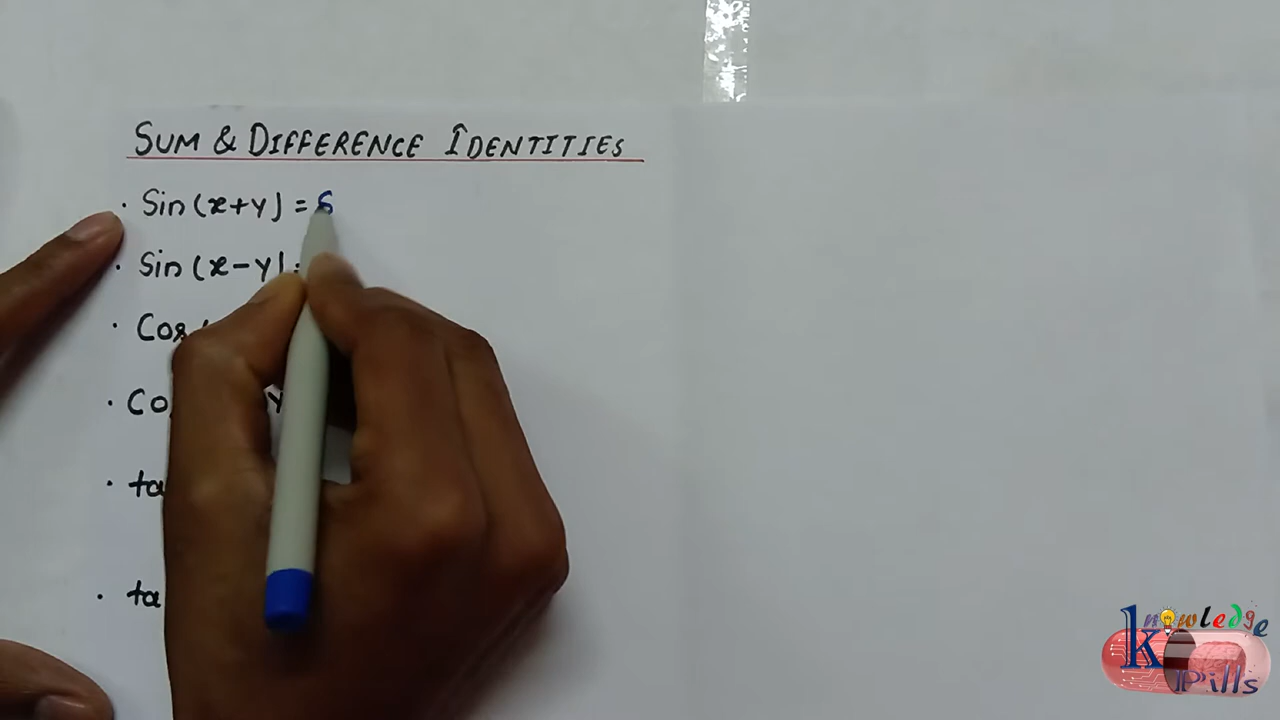 SUM & DIFFERENCE IDENTITIES
· Sin (x+y) = S
· Sin (x-y)
· Cos
· Co
· ta
· ta
knowledge
Pills